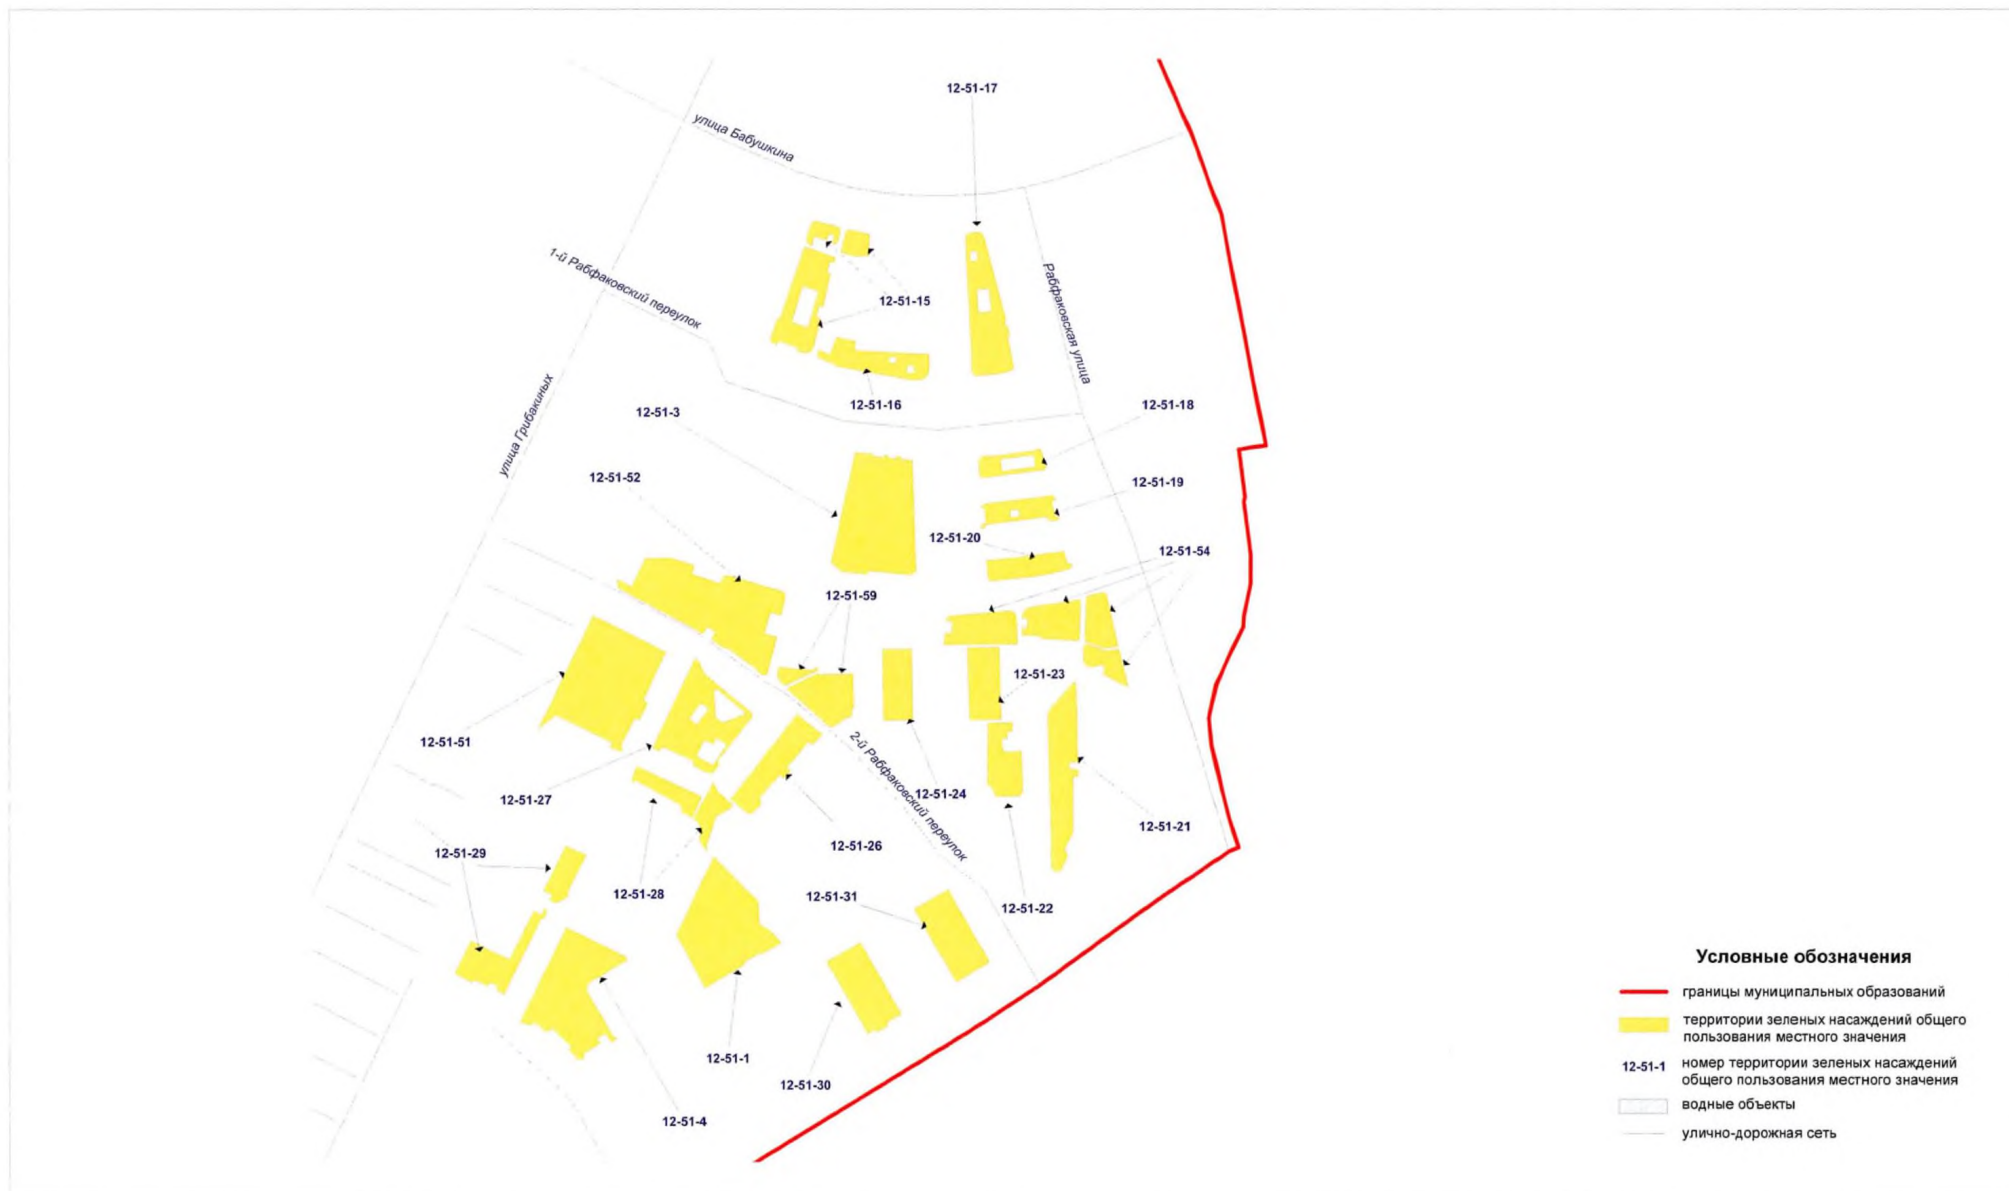 12-51-17
улица Бабушкина
1-й Рабфаковский переулок
12-51-15
Рабфаковская улица
улица Грибакиных
12-51-3
12-51-16
12-51-18
12-51-52
12-51-19
12-51-20
12-51-54
12-51-59
12-51-23
12-51-51
2-й Рабфаковский переулок
12-51-27
12-51-24
12-51-21
12-51-26
12-51-29
12-51-28
12-51-31
12-51-22
12-51-1
12-51-30
12-51-4
Условные обозначения
границы муниципальных образований
территории зеленых насаждений общего
пользования местного значения
12-51-1 номер территории зеленых насаждений
общего пользования местного значения
водные объекты
улично-дорожная сеть